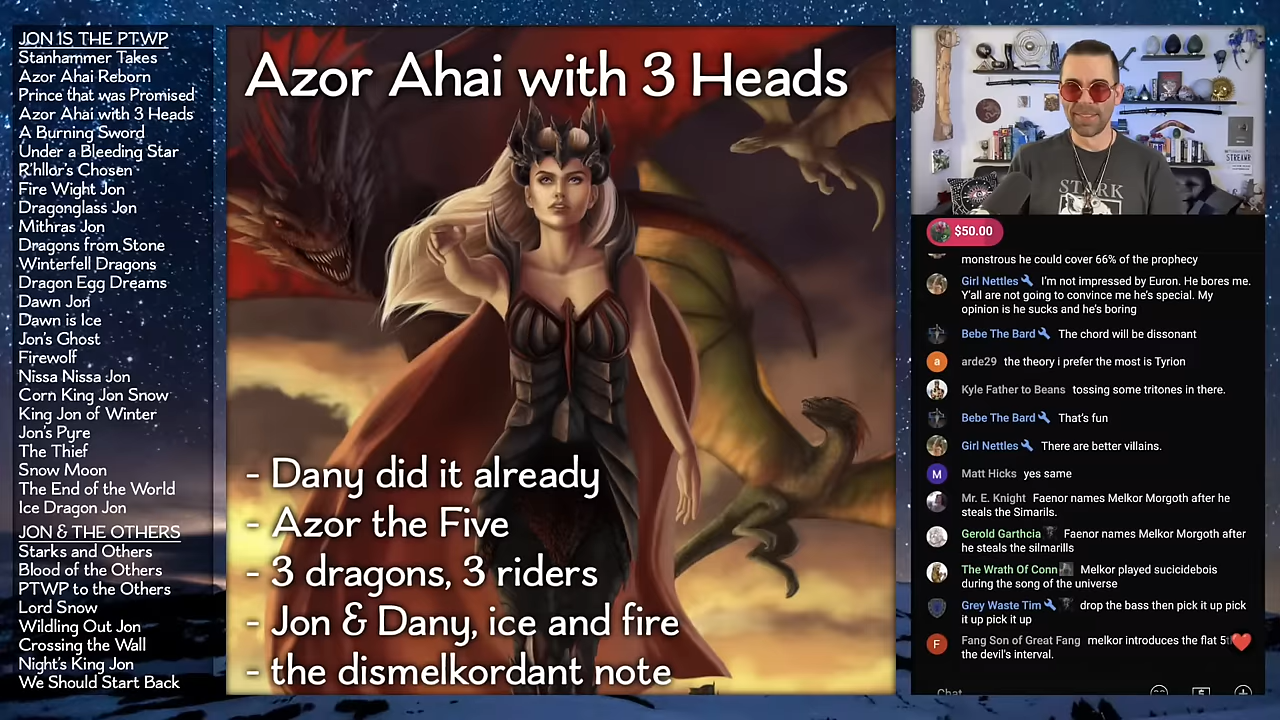 JON IS THE PTWP
Stanhammer Takes
Azor Ahai Reborn
Prince that was Promised
Azor Ahai with 3 Heads
A Burning Sword
Under a Bleeding Star
R'hllor's Chosen
Fire Wight Jon
Dragonglass Jon
Mithras Jon
Dragons from Stone
Winterfell Dragons
Dragon Egg Dreams
Dawn Jon
Dawn is Ice
Jon's Ghost
Firewolf
Nissa Nissa Jon
Corn King Jon Snow
King Jon of Winter
Jon's Pyre
The Thief
Snow Moon
The End of the World
Ice Dragon Jon
JON & THE OTHERS
Starks and Others
Blood of the Others
PTWP to the Others
Lord Snow
Wildling Out Jon
Crossing the Wall
Night's King Jon
We Should Start Back
Azor Ahai with 3 Heads
- Dany did it already
- Azor the Five
- 3 dragons, 3 riders
- Jon & Dany, ice and fire
- the dismelkordant note
STARK
$50.00
monstrous he could cover 66% of the prophecy
Girl Nettles I'm not impressed by Euron. He bores me.
Y'all are not going to convince me he's special. My
opinion is he sucks and he's boring
Bebe The Bard The chord will be dissonant
a arde29 the theory i prefer the most is Tyrion
Kyle Father to Beans tossing some tritones in there.
Bebe The Bard That's fun
Girl Nettles There are better villains.
M Matt Hicks yes same
Mr. E. Knight Faenor names Melkor Morgoth after he
steals the Simarils.
Gerold Garthcia Faenor names Melkor Morgoth after
he steals the silmarills
The Wrath Of Conn Melkor played sucicidebois
during the song of the universe
Grey Waste Tim drop the bass then pick it up pick
it up pick it up
F Fang Son of Great Fang melkor introduces the flat
the devil's interval.
Chat